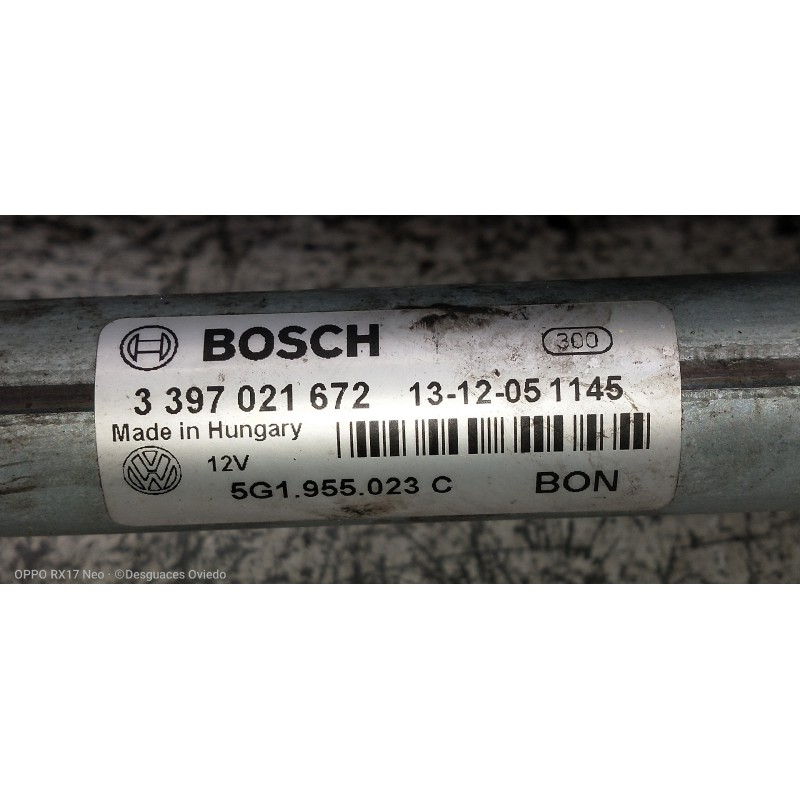 BOSCH 300
3 397 021 672 13-12-05 1145
Made in Hungary
12V
5G1.955.023 C BON
OPPO RX17 Neo · ©Desguaces Oviedo